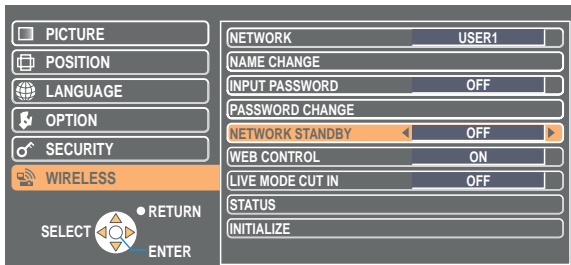 PICTURE
POSITION
LANGUAGE
OPTION
SECURITY
WIRELESS
RETURN
SELECT
ENTER
NETWORK USER1
NAME CHANGE
INPUT PASSWORD OFF
PASSWORD CHANGE
NETWORK STANDBY OFF
WEB CONTROL ON
LIVE MODE CUT IN OFF
STATUS
INITIALIZE